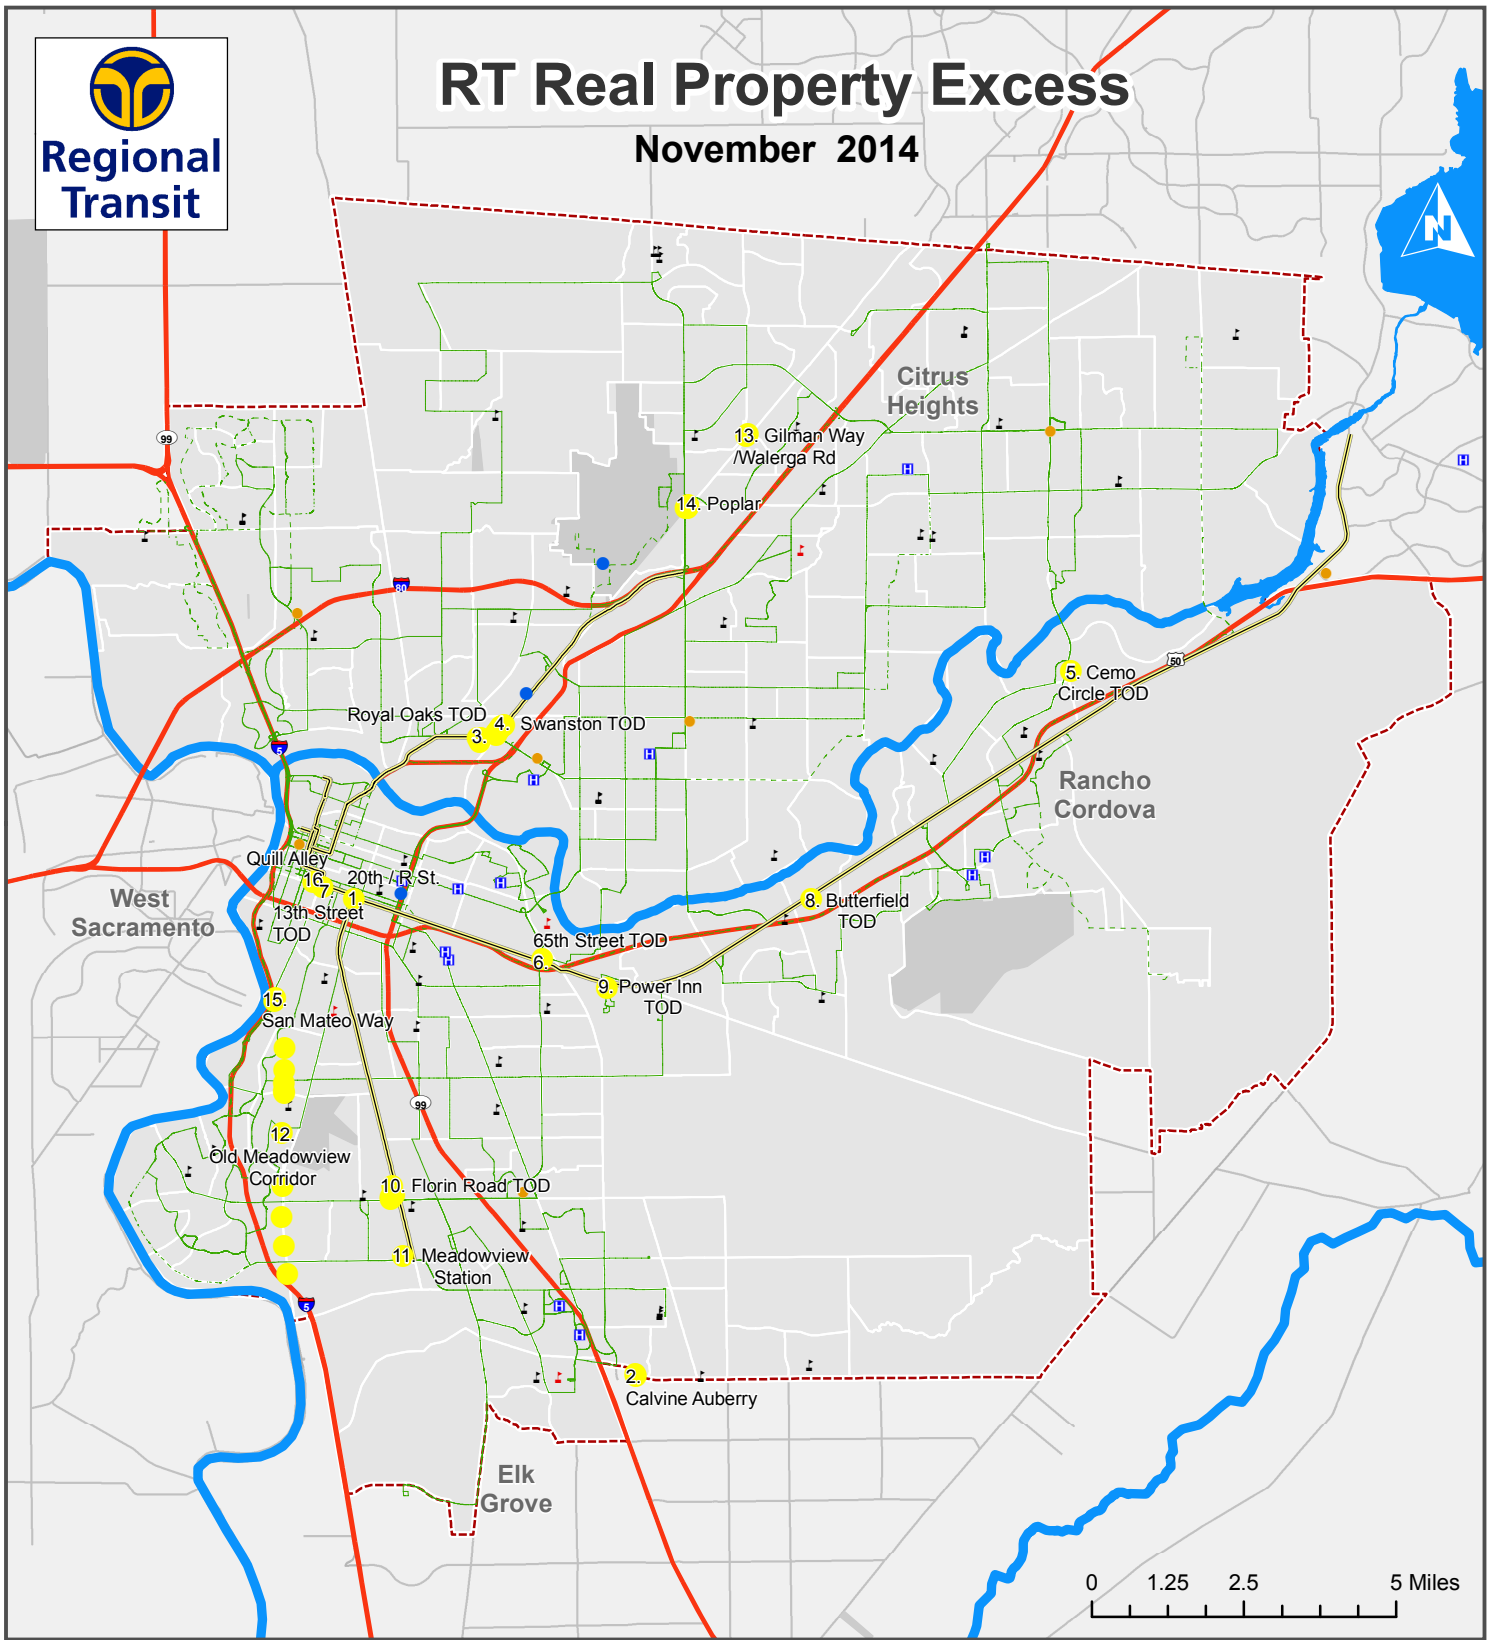 RT Real Property Excess
November 2014
Regional
Transit
N
Citrus
Heights
99
13. Gilman Way
/Walerga Rd
H
H
14. Poplar
80
50
5. Cemo
Circle TOD
Royal Oaks TOD
4. Swanston TOD
3.
5
H
H
Rancho
Cordova
Quill Alley
16.
7.
20th / R St.
1.
H
H
H
H
H
West
Sacramento
13th Street
TOD
8. Butterfield
TOD
65th Street TOD
6.
H
H
9. Power Inn
TOD
15.
San Mateo Way
99
12.
Old Meadowview
Corridor
10. Florin Road TOD
11. Meadowview
Station
5
H
H
2.
Calvine Auberry
Elk
Grove
0 1.25 2.5 5 Miles